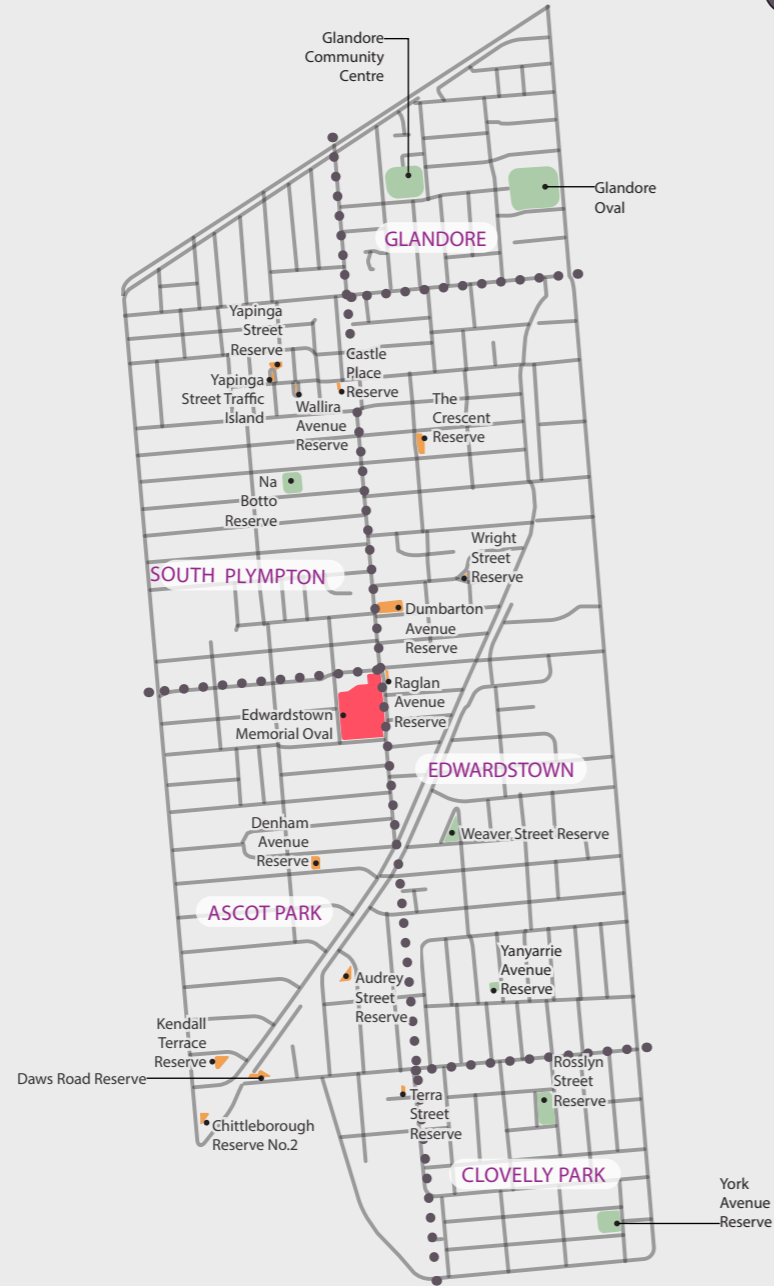 Glandore
Community
Centre
Glandore
Oval
GLANDORE
Yapinga
Street
Reserve
Yapinga
Street Traffic
Island
Wallira
Avenue
Reserve
Castle
Place
Reserve
The
Crescent
Reserve
Na
Botto
Reserve
Wright
Street
Reserve
SOUTH PLYMPTON
Dumbarton
Avenue
Reserve
Raglan
Avenue
Reserve
Edwardstown
Memorial Oval
EDWARDSTOWN
Denham
Avenue
Reserve
Weaver Street Reserve
ASCOT PARK
Yanyarrie
Avenue
Reserve
Audrey
Street
Reserve
Kendall
Terrace
Reserve
Daws Road Reserve
Rosslyn
Street
Reserve
Terra
Street
Reserve
Chittleborough
Reserve No.2
CLOVELLY PARK
York
Avenue
Reserve